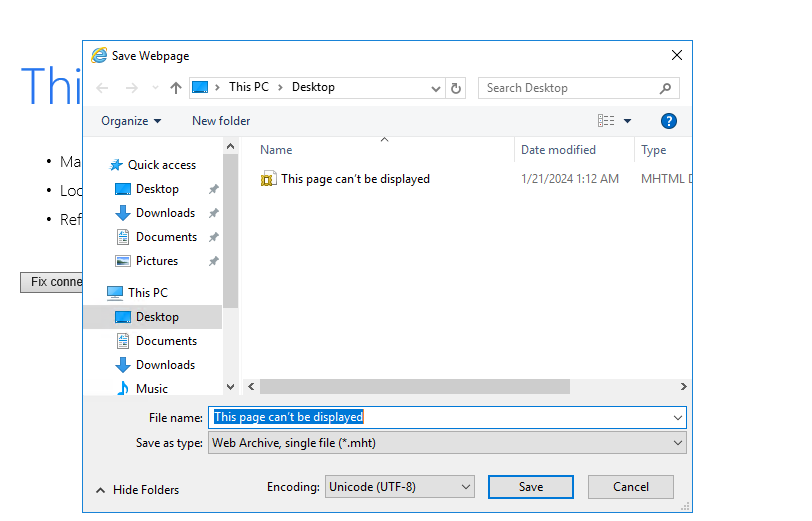 Save Webpage
This PC
Desktop
Search Desktop
Organize
New folder
?
Name
Date modified
Type
Quick access
Desktop
Downloads
Documents
Pictures
This PC
Desktop
Documents
Downloads
Music
This page can't be displayed
1/21/2024 1:12 AM
MHTML D
Thi
• Ma
• Loo
• Ref
Fix conne
File name:
This page can't be displayed
Save as type:
Web Archive, single file (*.mht)
Hide Folders
Encoding:
Unicode (UTF-8)
Save
Cancel